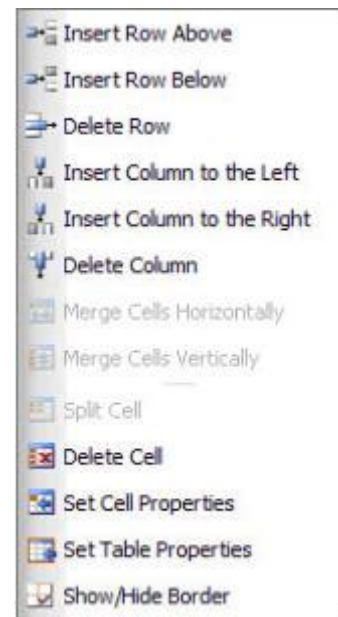 Insert Row Above
Insert Row Below
Delete Row
Insert Column to the Left
Insert Column to the Right
Delete Column
Merge Cells Horizontally
Merge Cells Vertically
Split Cell
Delete Cell
Set Cell Properties
Set Table Properties
Show/Hide Border